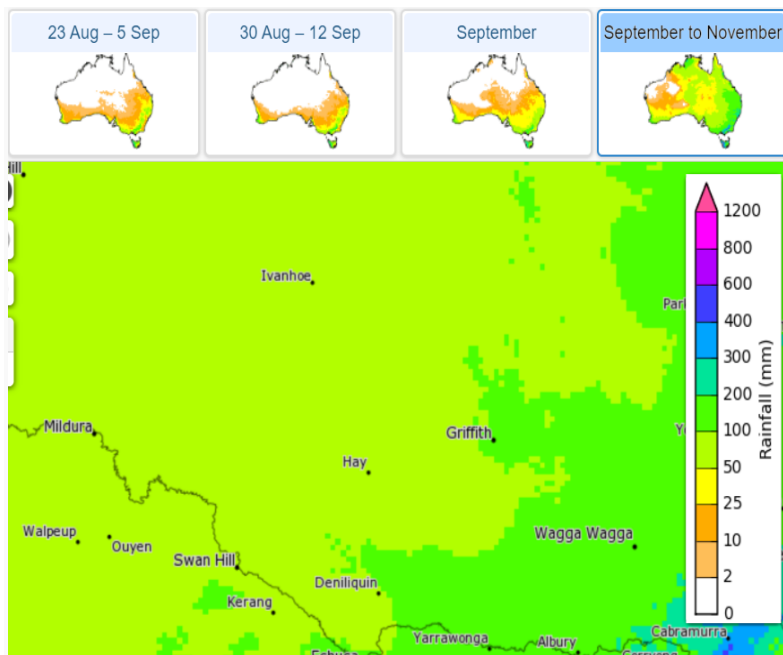 23 Aug – 5 Sep
30 Aug – 12 Sep
September
September to November
Ivanhoe
Mildura
Griffith
Hay
Walpeup
Ouyen
Swan Hill
Wagga Wagga
Deniliquin
Kerang
Yarrawonga
Albury
Cabramurra
1200
800
600
400
300
200
100
50
25
10
2
0
Rainfall (mm)